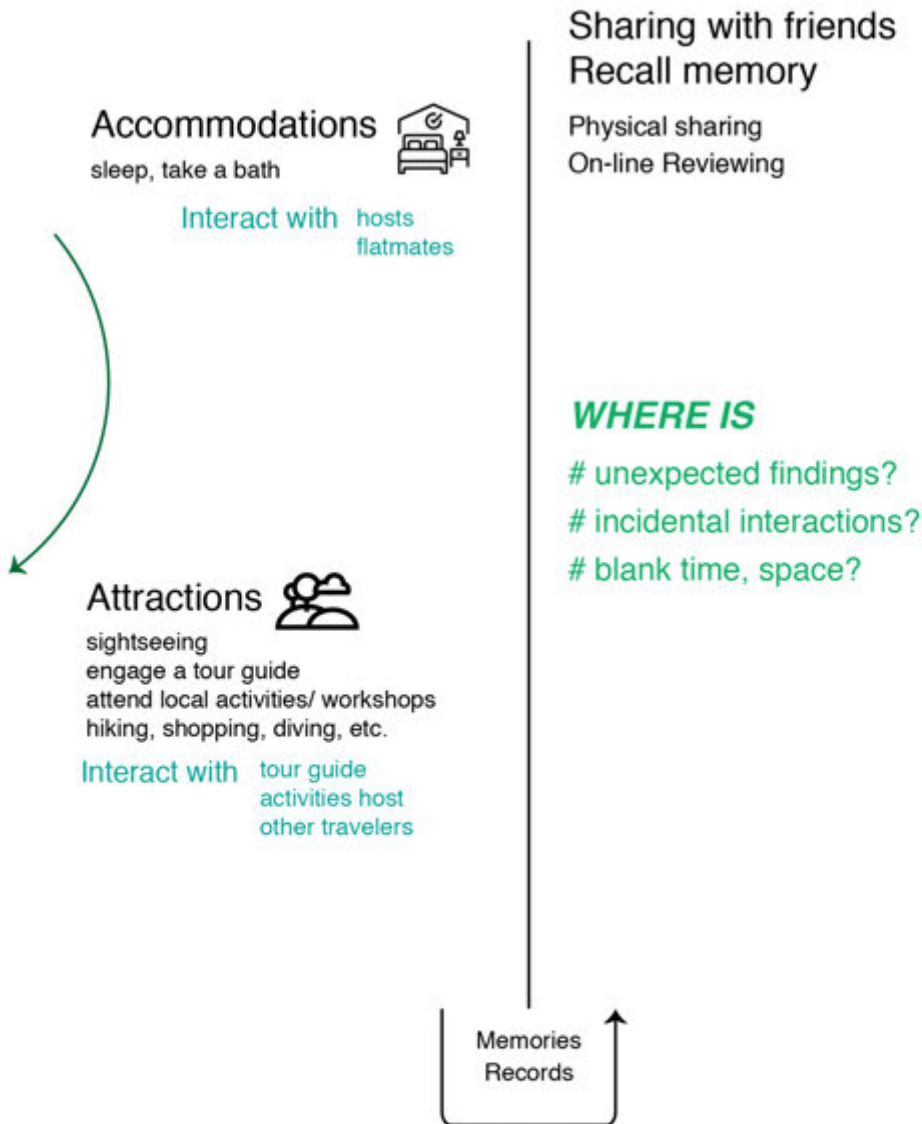 Accommodations
sleep, take a bath
Interact with hosts
flatmates
Attractions
sightseeing
engage a tour guide
attend local activities/ workshops
hiking, shopping, diving, etc.
Interact with tour guide
activities host
other travelers
Sharing with friends
Recall memory
Physical sharing
On-line Reviewing
WHERE IS
# unexpected findings?
# incidental interactions?
# blank time, space?
Memories
Records